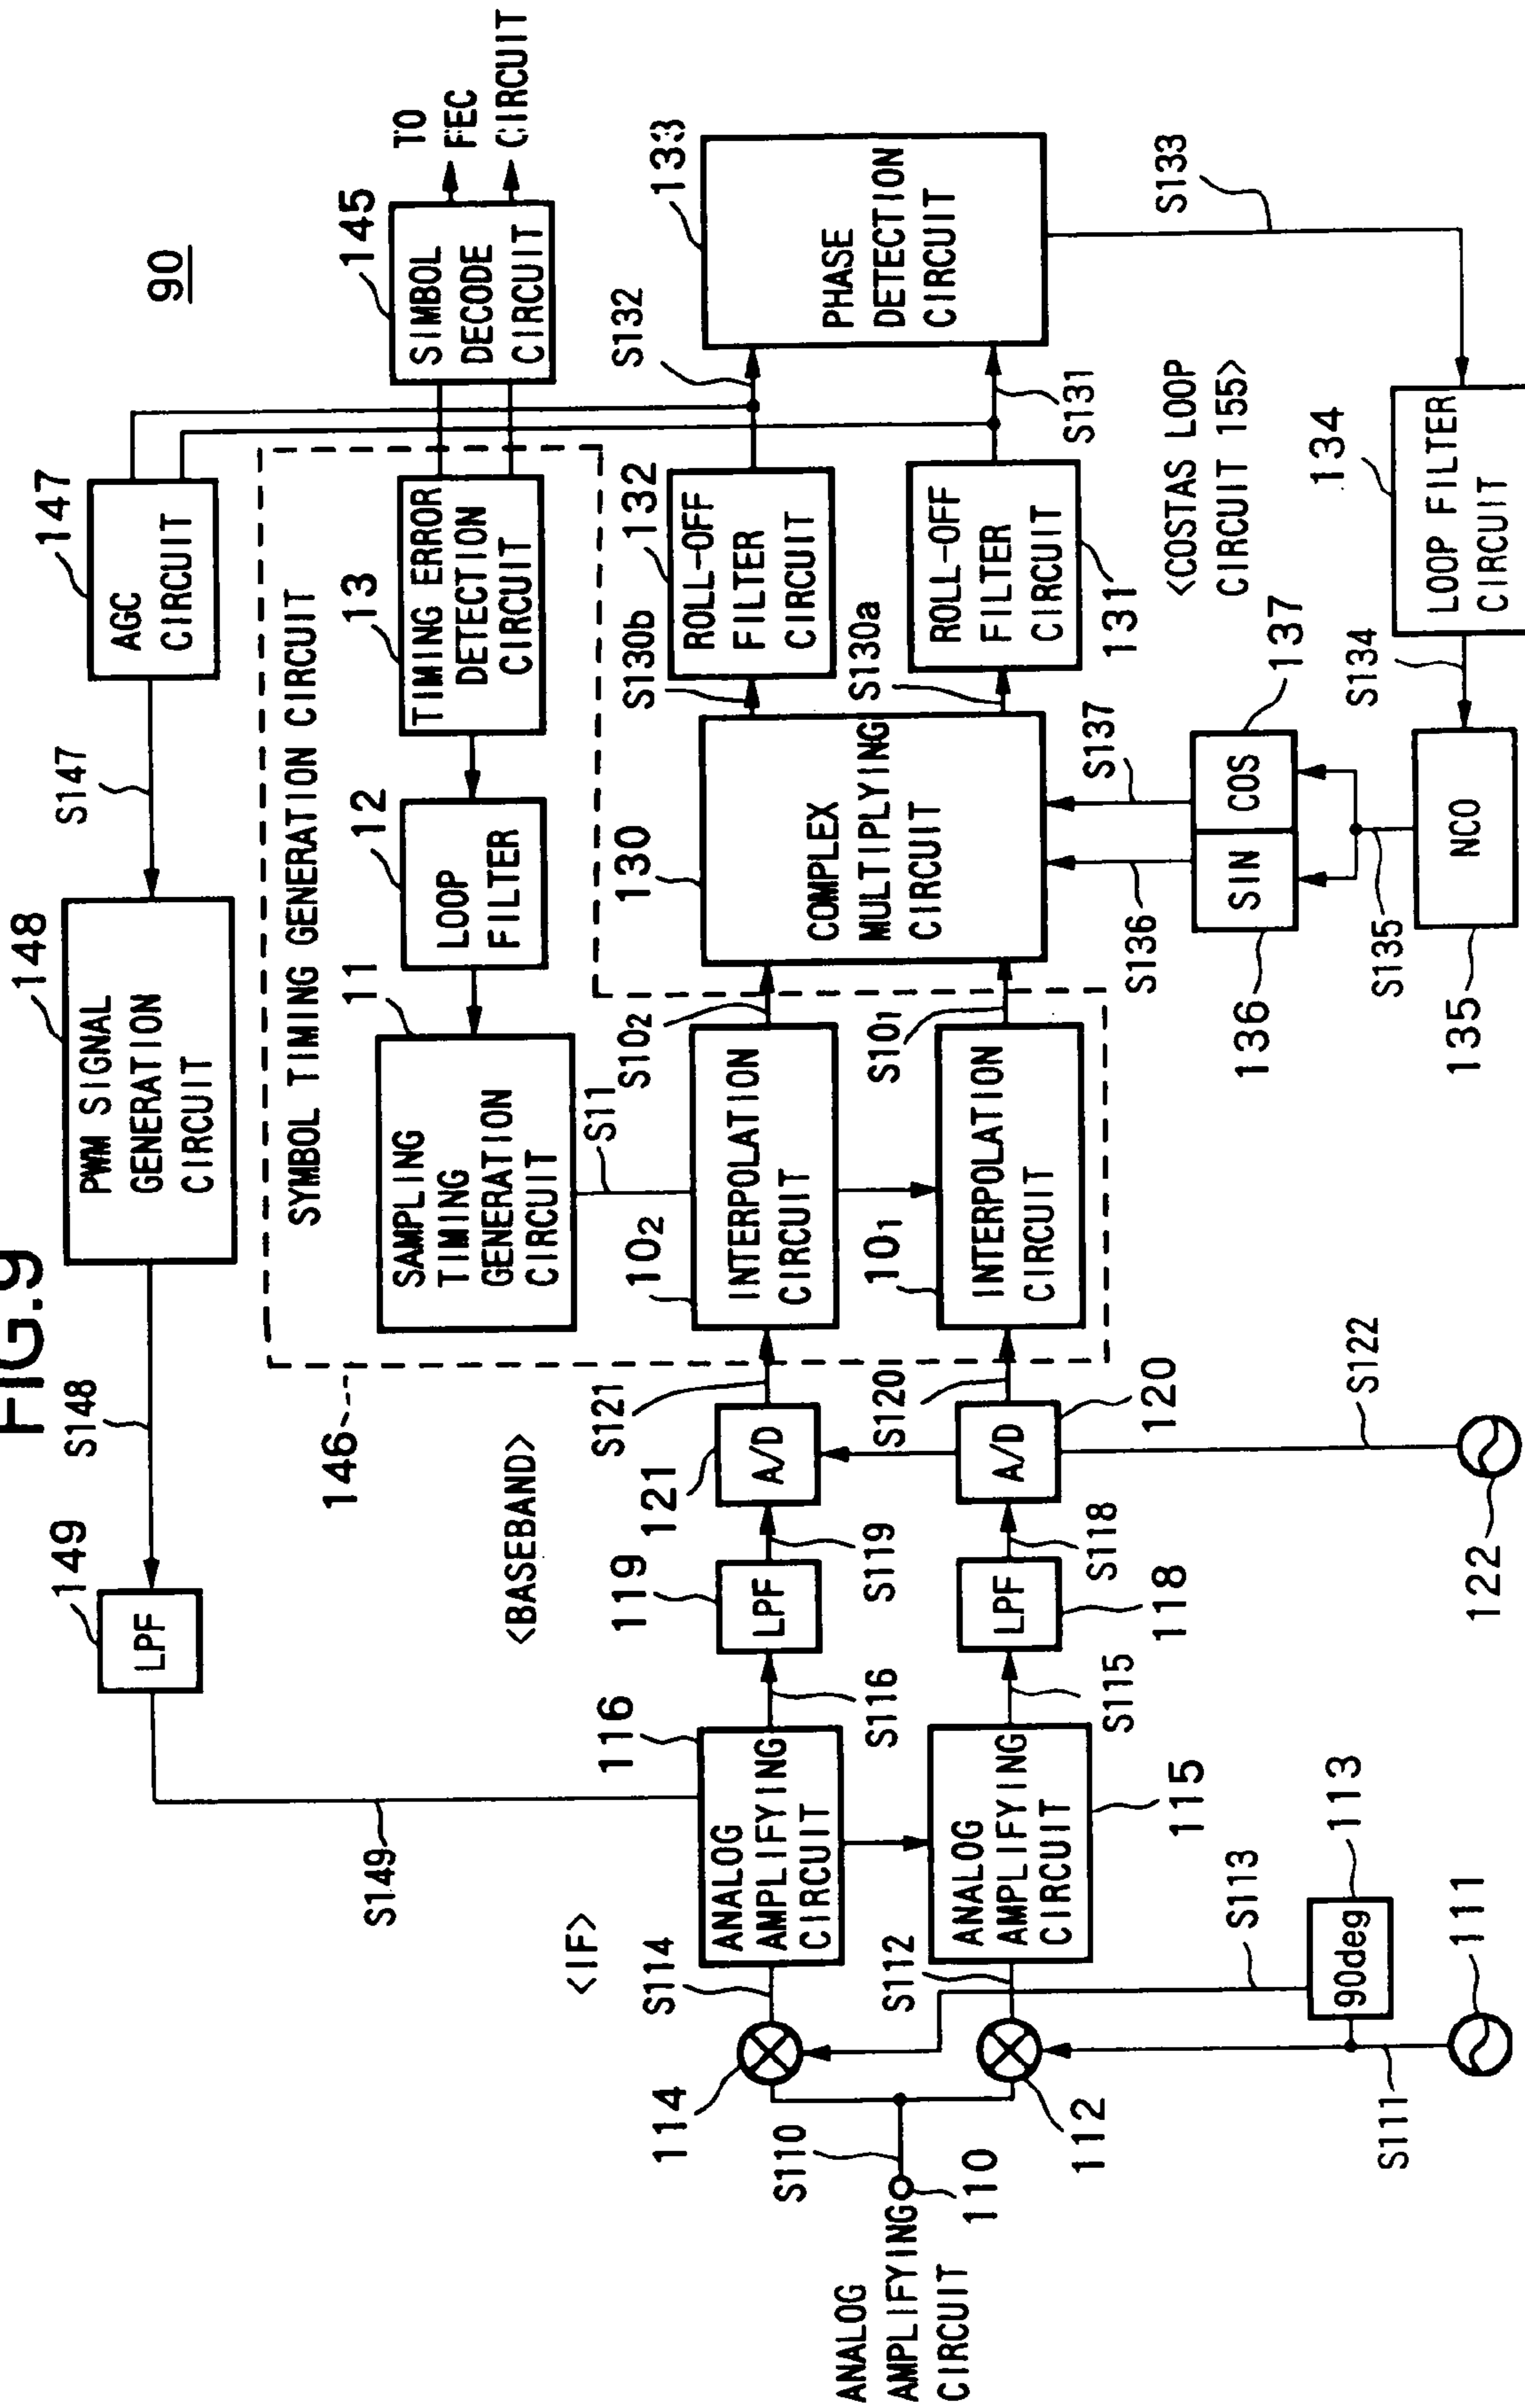 FIG.9
90
147
AGC
CIRCUIT
S147
148
PWM SIGNAL
GENERATION
CIRCUIT
S148
149
LPF
S149
146
SYMBOL TIMING GENERATION CIRCUIT
11
SAMPLING
TIMING
GENERATION
CIRCUIT
S11
12
LOOP
FILTER
13
TIMING ERROR
DETECTION
CIRCUIT
145
SIMBOL
DECODE
CIRCUIT
TO
FEC
CIRCUIT
<IF>
<BASEBAND>
ANALOG
AMPLIFYING
CIRCUIT
110
S110
114
S114
116
ANALOG
AMPLIFYING
CIRCUIT
S116
119
LPF
S119
121
A/D
S121
102
INTERPOLATION
CIRCUIT
S102
130
COMPLEX
MULTIPLYING
CIRCUIT
S130b
132
ROLL-OFF
FILTER
CIRCUIT
S132
133
PHASE
DETECTION
CIRCUIT
S133
112
S112
115
ANALOG
AMPLIFYING
CIRCUIT
S115
118
LPF
S118
120
A/D
S120
101
INTERPOLATION
CIRCUIT
S101
S130a
131
ROLL-OFF
FILTER
CIRCUIT
S131
<COSTAS LOOP
CIRCUIT 155>
S113
113
90deg
S111
111
S122
122
S136
S137
136
SIN
COS
137
S135
135
NCO
S134
134
LOOP FILTER
CIRCUIT